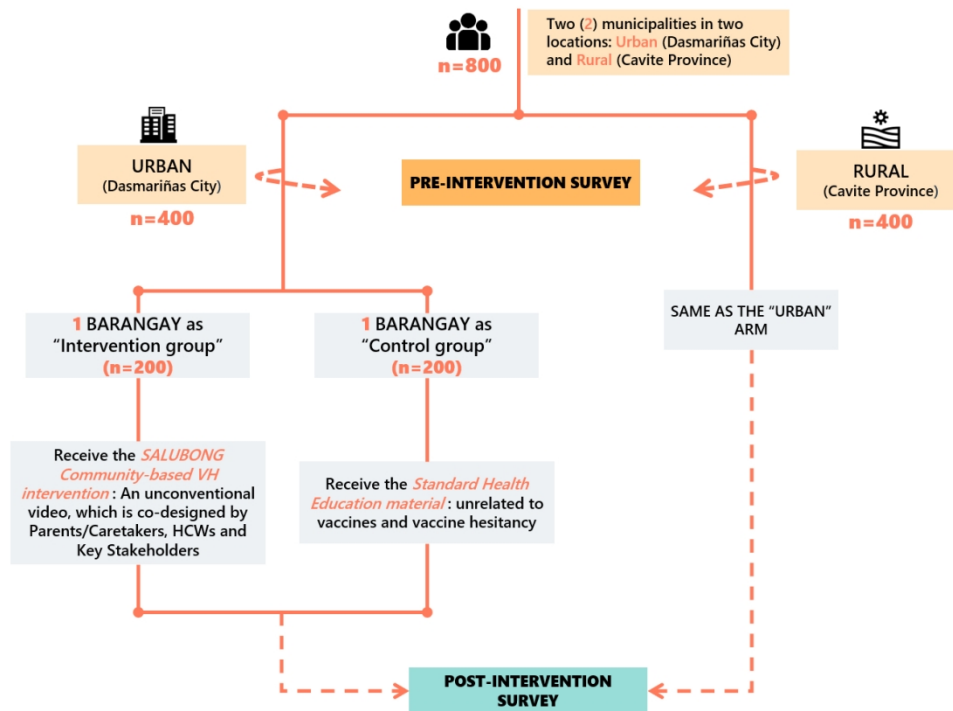 n=800
Two (2) municipalities in two
locations: Urban (Dasmariñas City)
and Rural (Cavite Province)
URBAN
(Dasmariñas City)
n=400
PRE-INTERVENTION SURVEY
RURAL
(Cavite Province)
n=400
1 BARANGAY as
“Intervention group”
(n=200)
1 BARANGAY as
“Control group”
(n=200)
SAME AS THE “URBAN”
ARM
Receive the SALUBONG
Community-based VH
intervention : An unconventional
video, which is co-designed by
Parents/Caretakers, HCWs and
Key Stakeholders
Receive the Standard Health
Education material : unrelated to
vaccines and vaccine hesitancy
POST-INTERVENTION
SURVEY